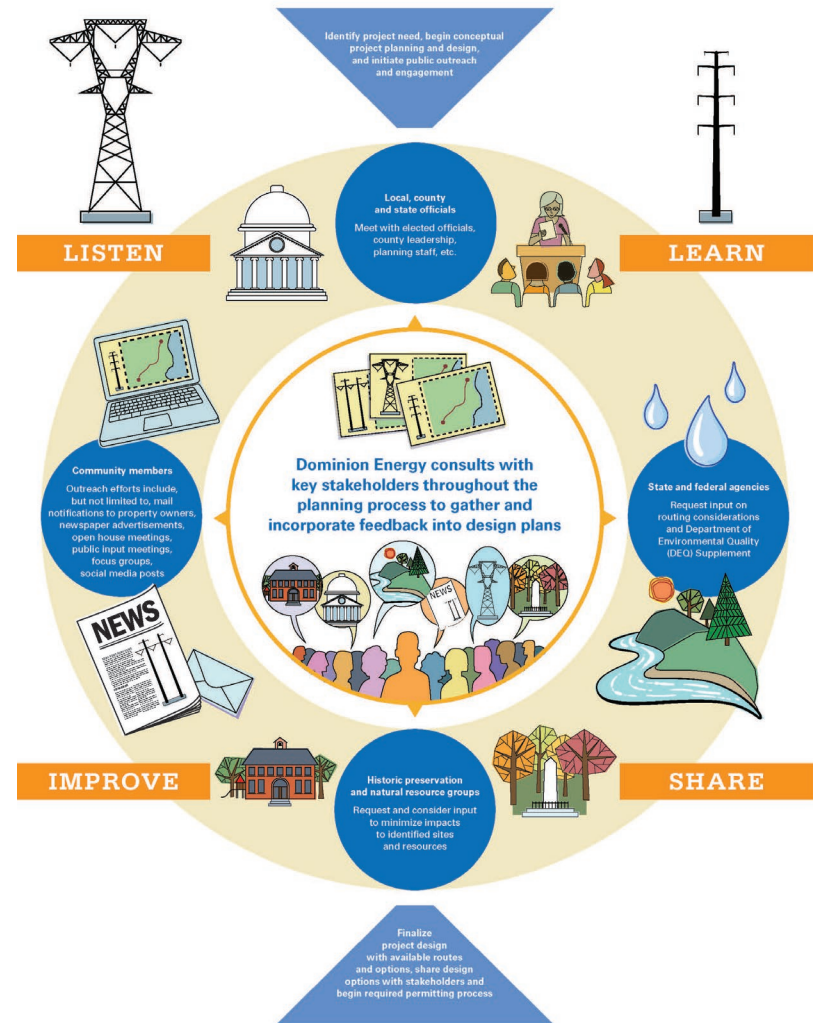 Identify project need, begin conceptual
project planning and design,
and initiate public outreach
and engagement
LISTEN
LEARN
Local, county
and state officials
Meet with elected officials,
county leadership,
planning staff, etc.
Community members
Outreach efforts include,
but not limited to, mail
notifications to property owners,
newspaper advertisements,
open house meetings,
public input meetings,
focus groups,
social media posts
Dominion Energy consults with
key stakeholders throughout the
planning process to gather and
incorporate feedback into design plans
State and federal agencies
Request input on
routing considerations
and Department of
Environmental Quality
(DEQ) Supplement
NEWS
NEWS
IMPROVE
SHARE
Historic preservation
and natural resource groups
Request and consider input
to minimize impacts
to identified sites
and resources
Finalize
project design
with available routes
and options, share design
options with stakeholders and
begin required permitting process